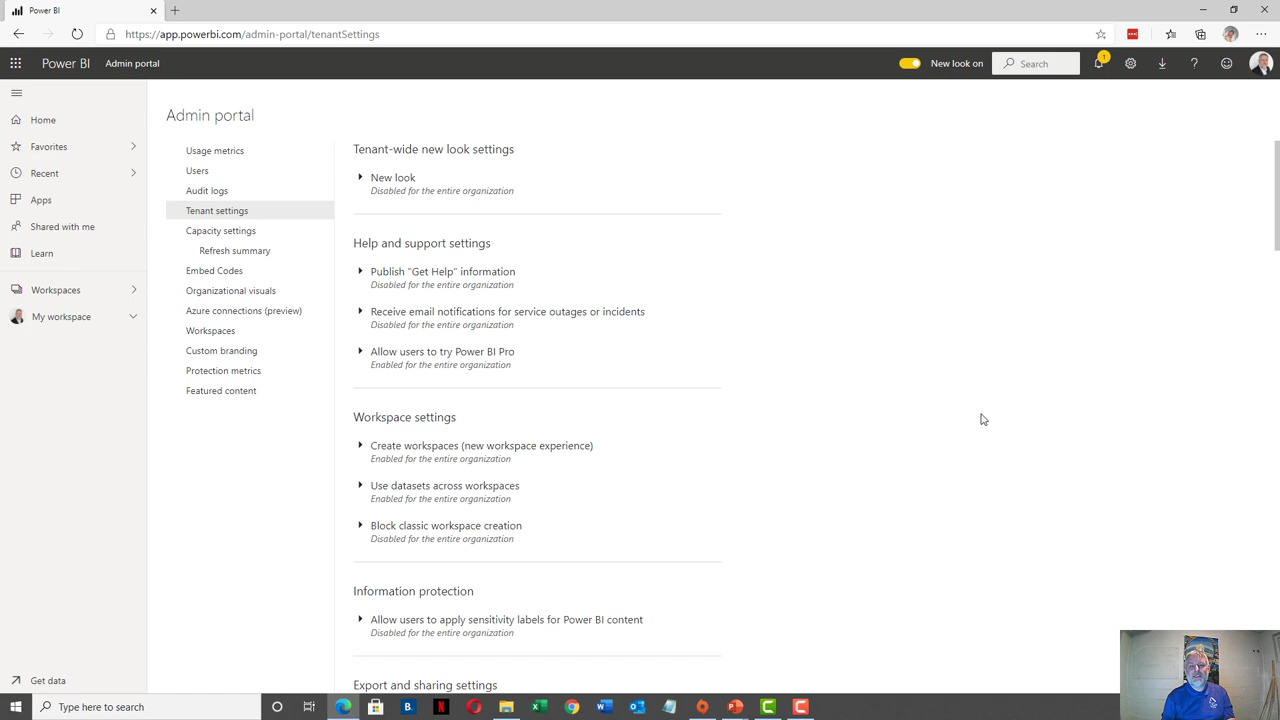 Power BI
https://app.powerbi.com/admin-portal/tenantSettings
Power BI Admin portal New look on Search 1
Home
Favorites
Recent
Apps
Shared with me
Learn
Workspaces
My workspace
Get data
Admin portal
Usage metrics
Users
Audit logs
Tenant settings
Capacity settings
Refresh summary
Embed Codes
Organizational visuals
Azure connections (preview)
Workspaces
Custom branding
Protection metrics
Featured content
Tenant-wide new look settings
New look
Disabled for the entire organization
Help and support settings
Publish "Get Help" information
Disabled for the entire organization
Receive email notifications for service outages or incidents
Disabled for the entire organization
Allow users to try Power BI Pro
Enabled for the entire organization
Workspace settings
Create workspaces (new workspace experience)
Enabled for the entire organization
Use datasets across workspaces
Enabled for the entire organization
Block classic workspace creation
Disabled for the entire organization
Information protection
Allow users to apply sensitivity labels for Power BI content
Disabled for the entire organization
Export and sharing settings
Type here to search